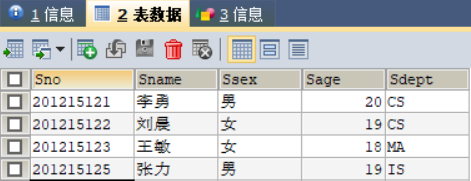 1 信息 2 表数据 3 信息
Sno Sname Ssex Sage Sdept
201215121 李勇 男 20 CS
201215122 刘晨 女 19 CS
201215123 王敏 女 18 MA
201215125 张力 男 19 IS